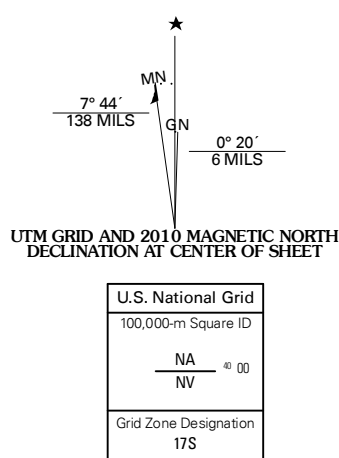 ★
MN
7° 44´
138 MILS
GN
0° 20´
6 MILS
UTM GRID AND 2010 MAGNETIC NORTH
DECLINATION AT CENTER OF SHEET
U.S. National Grid
100,000-m Square ID
NA
40 00
NV
Grid Zone Designation
17S